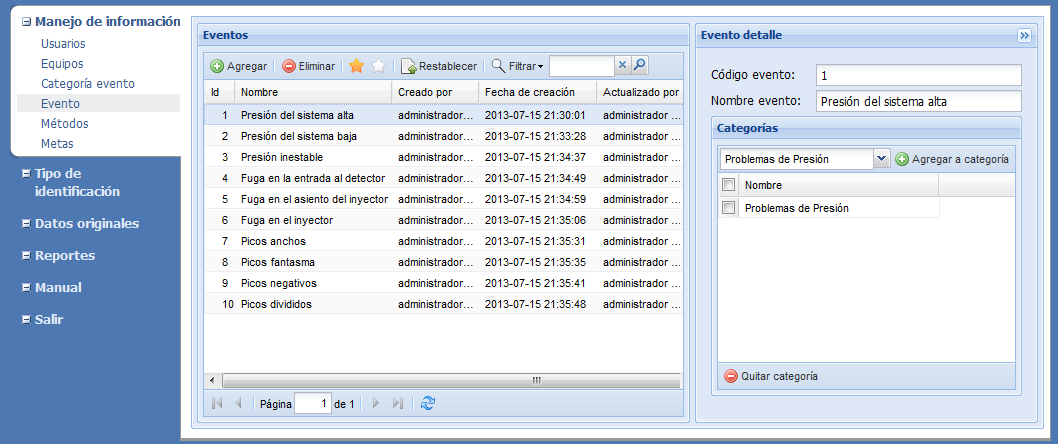 Manejo de información
Usuarios
Equipos
Categoría evento
Evento
Métodos
Metas
Tipo de
identificación
Datos originales
Reportes
Manual
Salir
Eventos
Agregar Eliminar Restablecer Filtrar
Id Nombre Creado por Fecha de creación Actualizado por
1 Presión del sistema alta administrador... 2013-07-15 21:30:01 administrador ...
2 Presión del sistema baja administrador... 2013-07-15 21:33:28 administrador ...
3 Presión inestable administrador... 2013-07-15 21:34:37 administrador ...
4 Fuga en la entrada al detector administrador... 2013-07-15 21:34:49 administrador ...
5 Fuga en el asiento del inyector administrador... 2013-07-15 21:34:59 administrador ...
6 Fuga en el inyector administrador... 2013-07-15 21:35:06 administrador ...
7 Picos anchos administrador... 2013-07-15 21:35:31 administrador ...
8 Picos fantasma administrador... 2013-07-15 21:35:35 administrador ...
9 Picos negativos administrador... 2013-07-15 21:35:41 administrador ...
10 Picos divididos administrador... 2013-07-15 21:35:48 administrador ...
Página 1 de 1
Evento detalle
Código evento: 1
Nombre evento: Presión del sistema alta
Categorías
Problemas de Presión Agregar a categoría
Nombre
Problemas de Presión
Quitar categoría